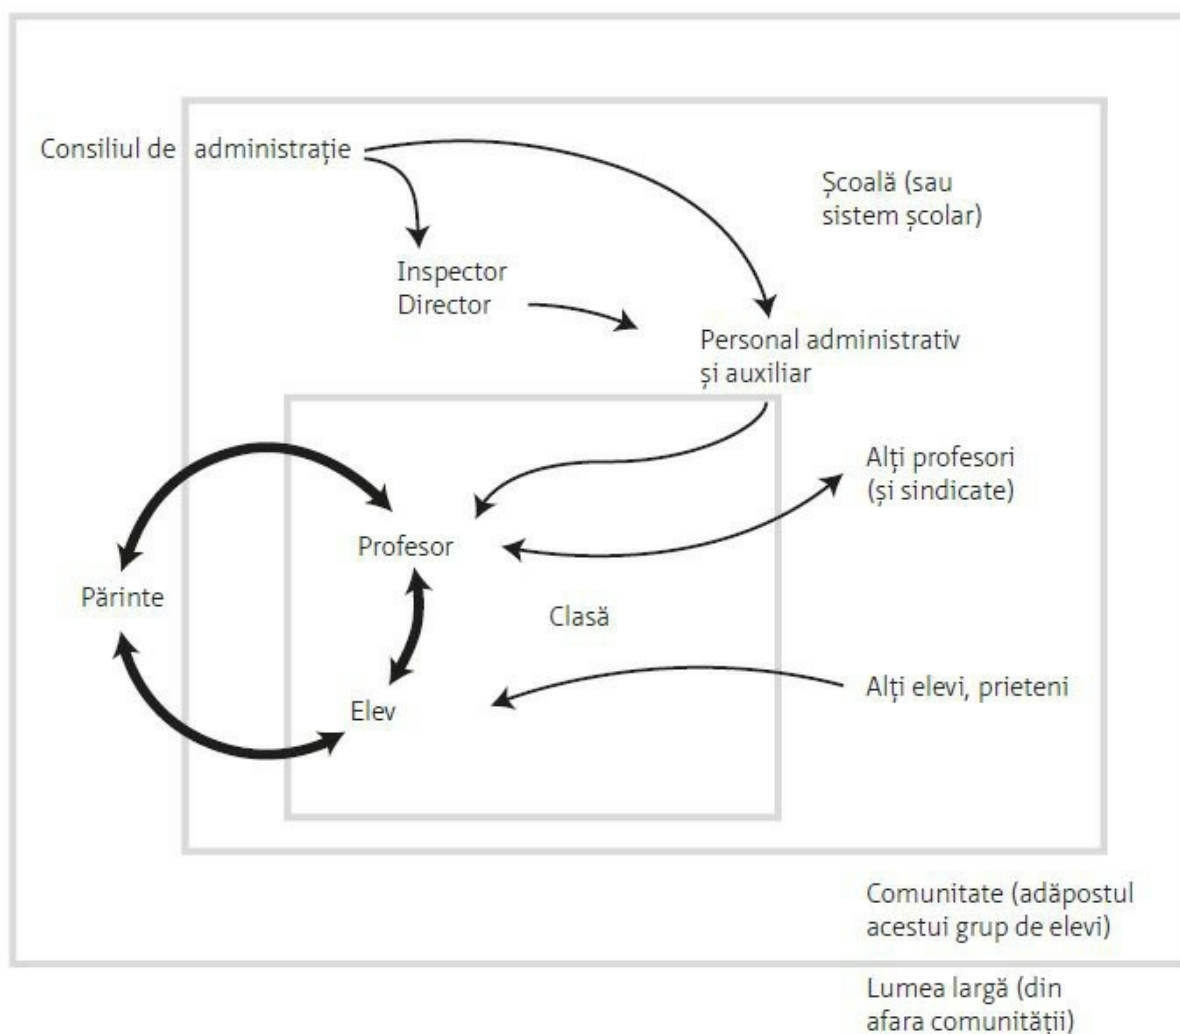 Consiliul de administrație
Școală (sau
sistem școlar)
Inspector
Director
Personal administrativ
și auxiliar
Alți profesori
(și sindicate)
Profesor
Părinte
Clasă
Alți elevi, prieteni
Elev
Comunitate (adăpostul
acestui grup de elevi)
Lumea largă (din
afara comunității)